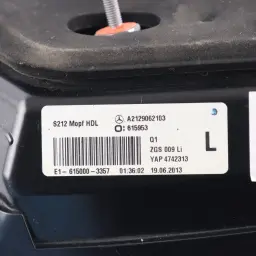 S212 Mopf HDL
A2129062103
Q: 615953
Q1
ZGS 009 Li
L
YAP 4742313
E1- 615000-3357 01:36:02 19.06.2013